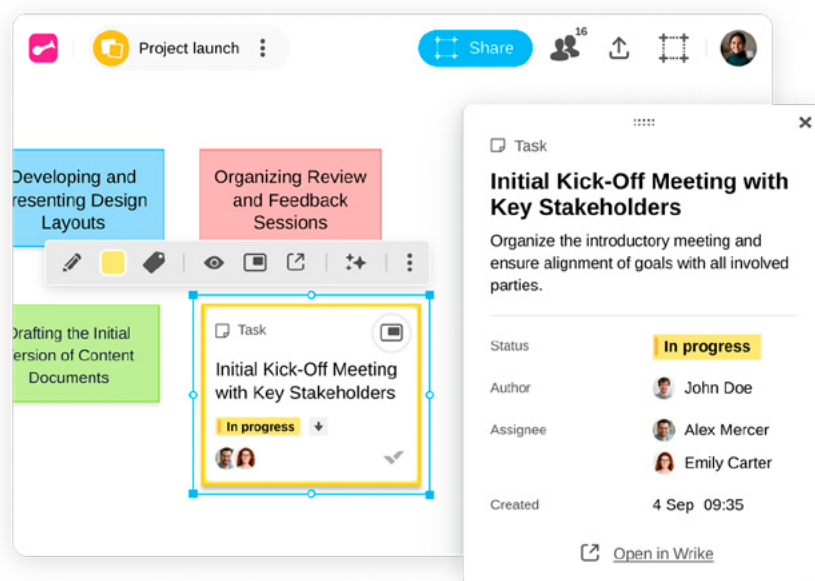 Project launch
Share
16
Developing and
Presenting Design
Layouts
Organizing Review
and Feedback
Sessions
Drafting the Initial
Version of Content
Documents
Task
Initial Kick-Off Meeting
with Key Stakeholders
In progress
Task
Initial Kick-Off Meeting with
Key Stakeholders
Organize the introductory meeting and
ensure alignment of goals with all involved
parties.
Status In progress
Author John Doe
Assignee Alex Mercer
Emily Carter
Created 4 Sep 09:35
Open in Wrike